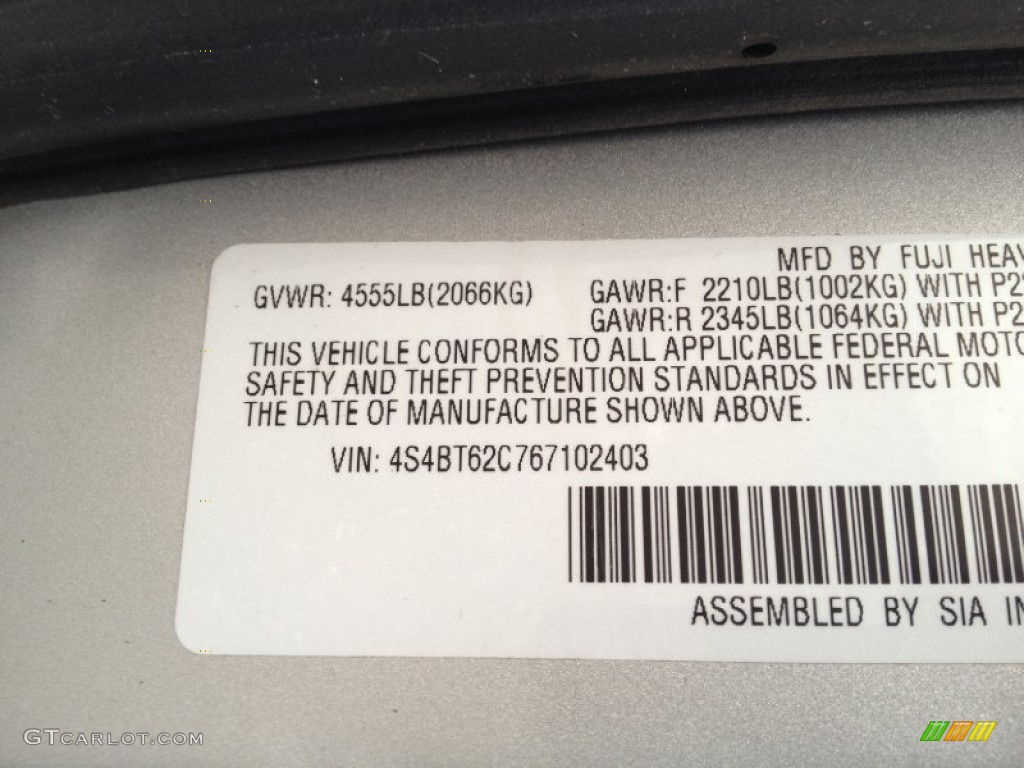 MFD BY FUJI HEAV
GVWR: 4555LB(2066KG)
GAWR:F 2210LB(1002KG) WITH P2
GAWR:R 2345LB(1064KG) WITH P2
THIS VEHICLE CONFORMS TO ALL APPLICABLE FEDERAL MOTO
SAFETY AND THEFT PREVENTION STANDARDS IN EFFECT ON
THE DATE OF MANUFACTURE SHOWN ABOVE.
VIN: 4S4BT62C767102403
ASSEMBLED BY SIA IN
GTCARLOT.COM